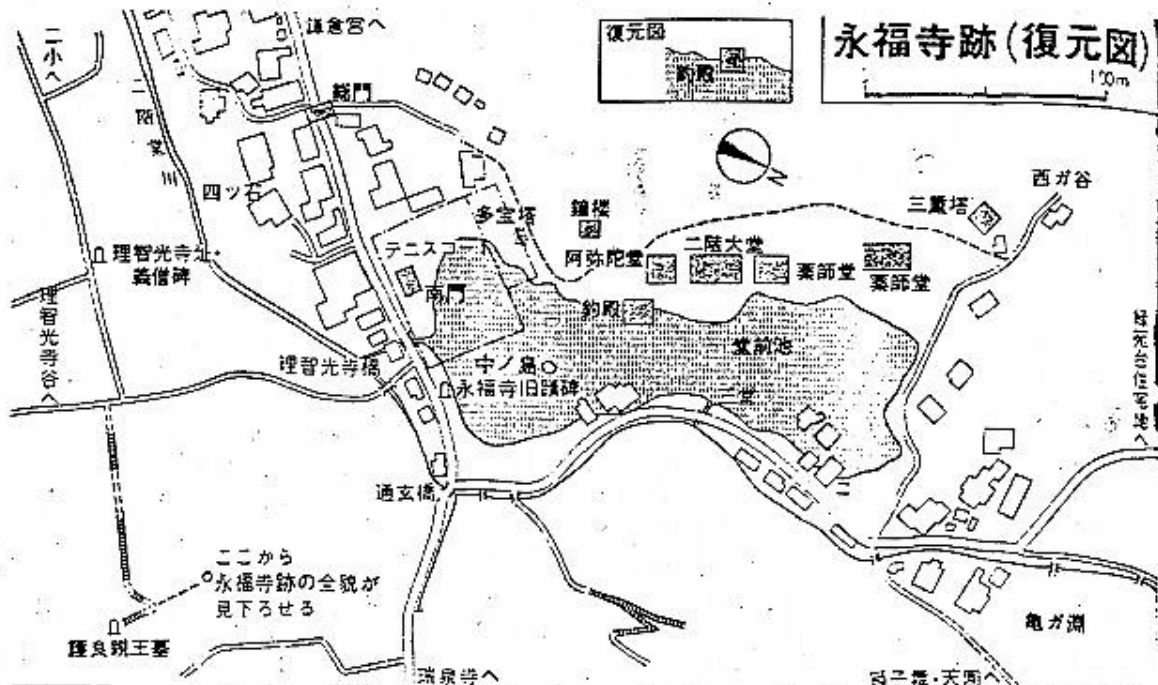 永福寺跡(復元図)
100m
復元図
釣殿
鎌倉宮へ
二小へ
二階堂川
総門
四ツ石
多宝塔
鐘楼
西ガ谷
三重塔
テニスコート
阿弥陀堂
二階大堂
薬師堂
薬師堂
理智光寺址・
義僧碑
南門
釣殿
堂前池
理智光寺谷へ
理智光寺橋
中ノ島
永福寺旧蹟碑
二堂
通玄橋
ここから
永福寺跡の全貌が
見下ろせる
護良親王墓
亀ガ淵
瑞泉寺へ
N